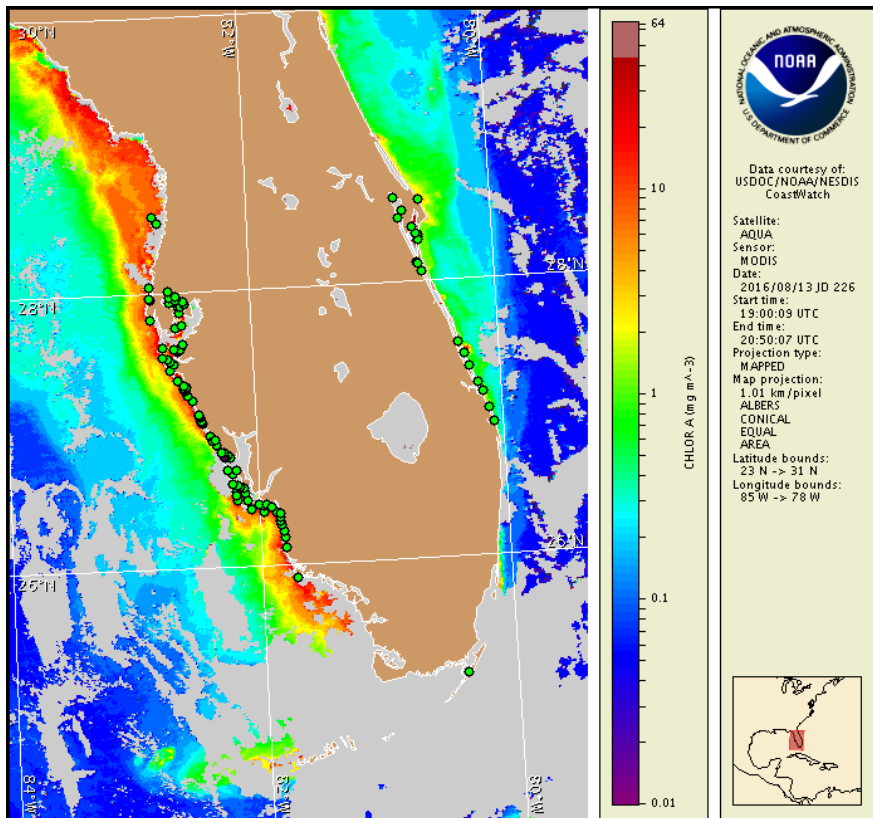 30°N
82°W
80°W
28°N
28°N
26°N
26°N
84°W
82°W
80°W
64
10
1
0.1
0.01
CHLOR A (mg m^-3)
NATIONAL OCEANIC AND ATMOSPHERIC ADMINISTRATION
NOAA
U.S. DEPARTMENT OF COMMERCE
Data courtesy of:
USDOC/NOAA/NESDIS
CoastWatch
Satellite:
AQUA
Sensor:
MODIS
Date:
2016/08/13 JD 226
Start time:
19:00:09 UTC
End time:
20:50:07 UTC
Projection type:
MAPPED
Map projection:
1.01 km/pixel
ALBERS
CONICAL
EQUAL
AREA
Latitude bounds:
23 N -> 31 N
Longitude bounds:
85 W -> 78 W